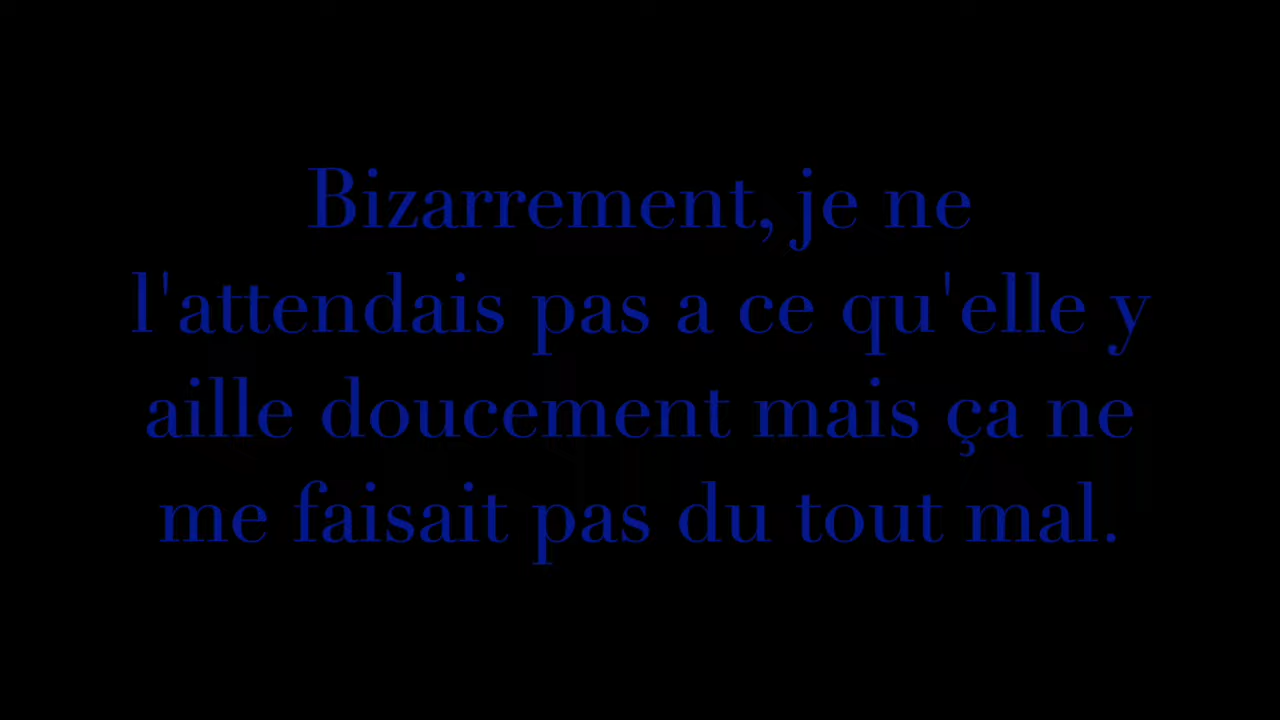 Bizarrement, je ne
l'attendais pas a ce qu'elle y
aille doucement mais ça ne
me faisait pas du tout mal.